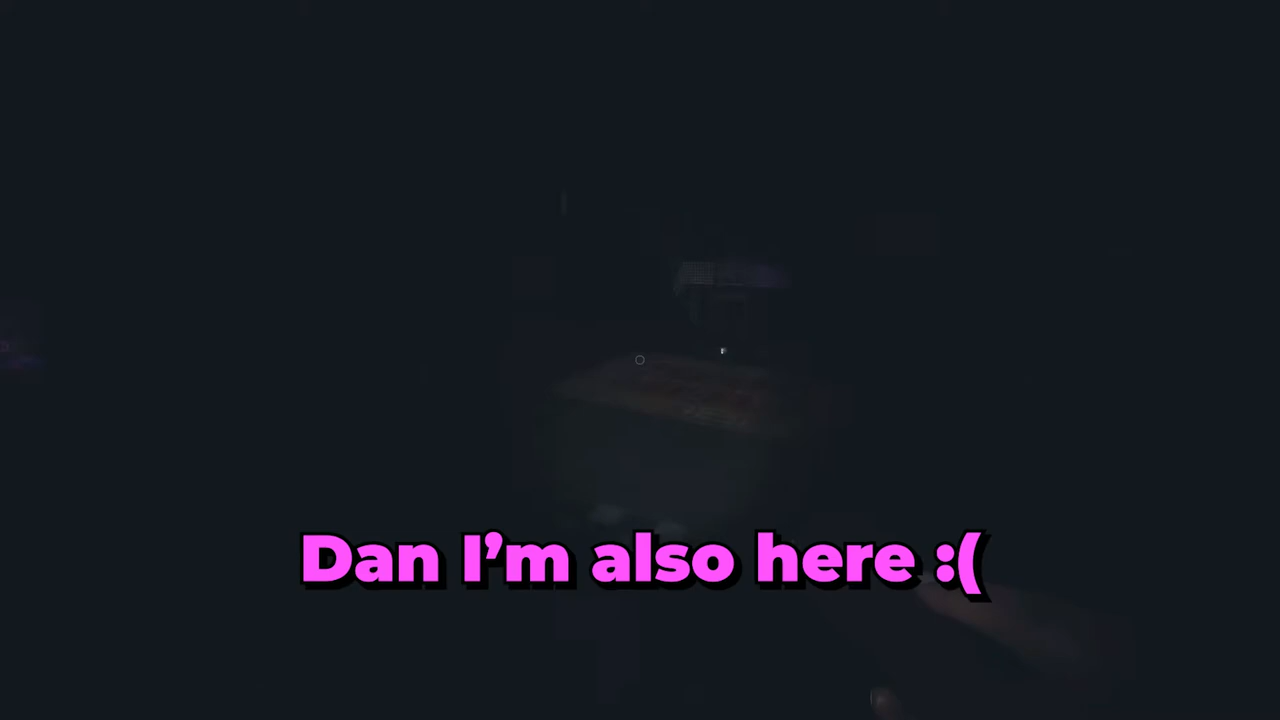 Dan I’m also here :(